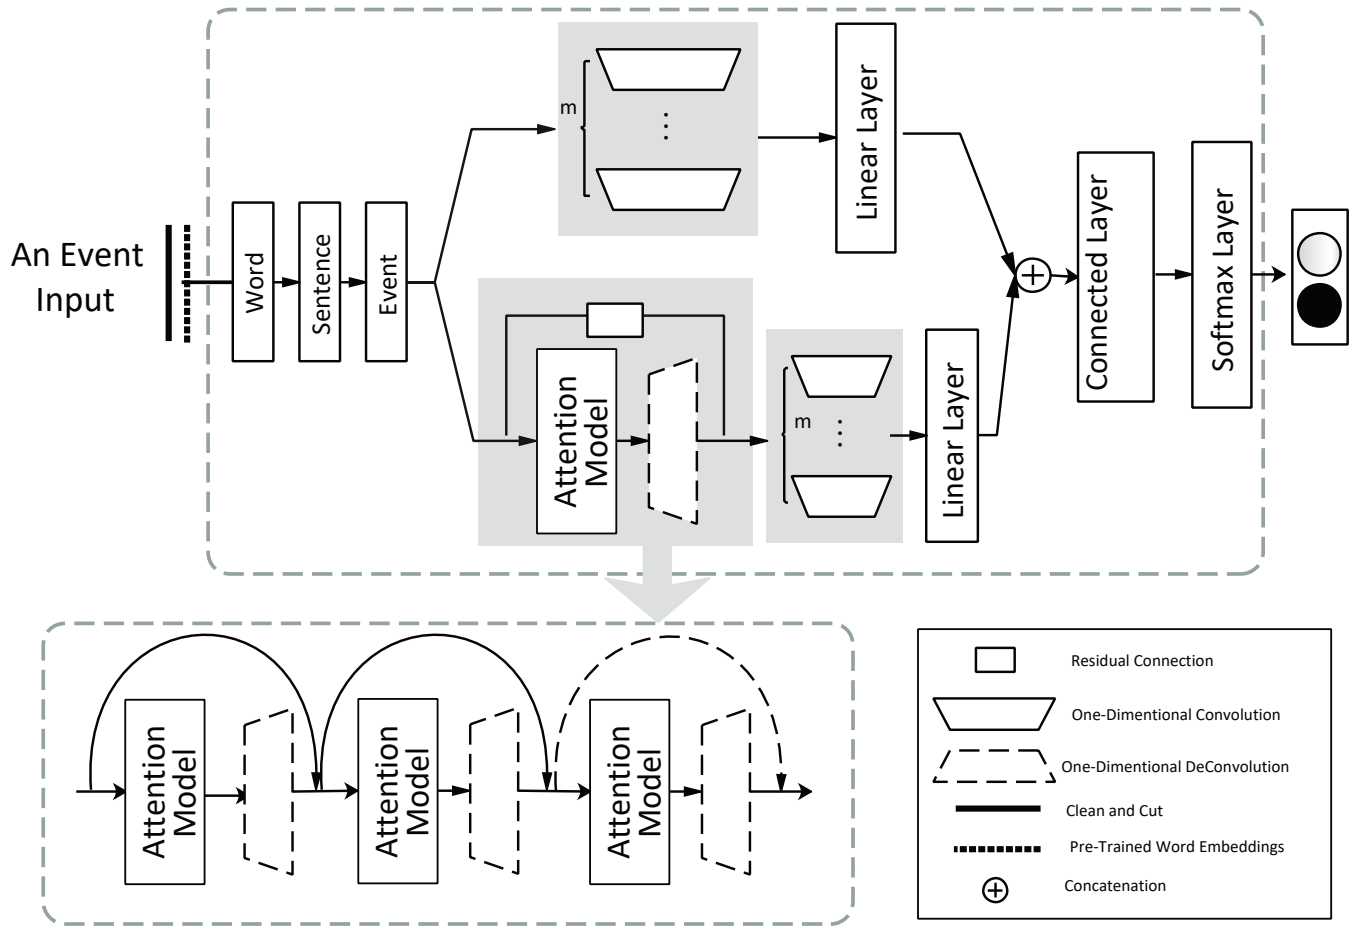 An Event
Input
Word
Sentence
Event
m
Linear Layer
Attention
Model
m
Linear Layer
Connected Layer
Softmax Layer
Attention
Model
Attention
Model
Attention
Model
Residual Connection
One-Dimentional Convolution
One-Dimentional DeConvolution
Clean and Cut
Pre-Trained Word Embeddings
Concatenation